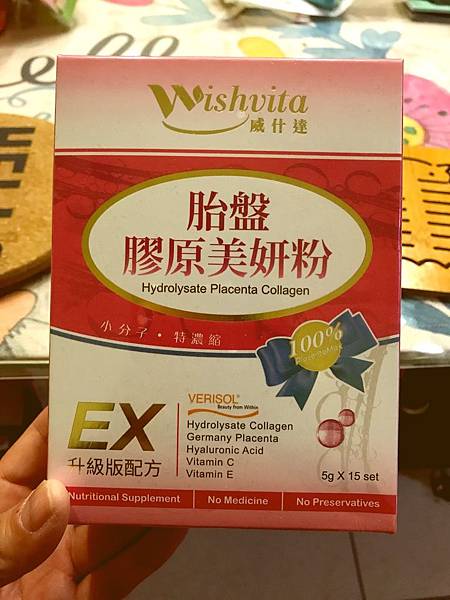 Wishvita
威什達
胎盤
膠原美妍粉
Hydrolysate Placenta Collagen
小分子・特濃縮
100%
EX
升級版配方
VERISOL®
Beauty from Within
Hydrolysate Collagen
Germany Placenta
Hyaluronic Acid
Vitamin C
Vitamin E
5g X 15 set
Nutritional Supplement
No Medicine
No Preservatives